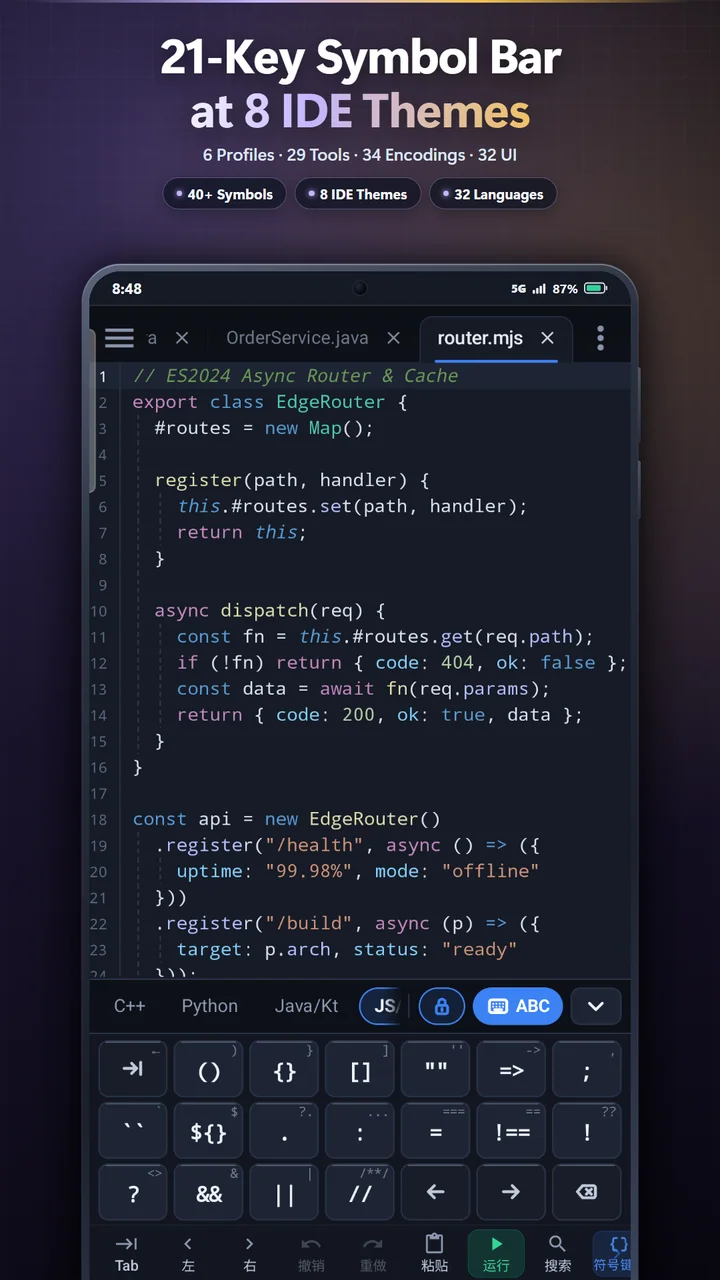 21-Key Symbol Bar
at 8 IDE Themes
6 Profiles · 29 Tools · 34 Encodings · 32 UI
40+ Symbols
8 IDE Themes
32 Languages
8:48
5G 87%
a
OrderService.java
router.mjs
1 // ES2024 Async Router & Cache
2 export class EdgeRouter {
3 #routes = new Map();
4
5 register(path, handler) {
6 this.#routes.set(path, handler);
7 return this;
8 }
9
10 async dispatch(req) {
11 const fn = this.#routes.get(req.path);
12 if (!fn) return { code: 404, ok: false };
13 const data = await fn(req.params);
14 return { code: 200, ok: true, data };
15 }
16 }
17
18 const api = new EdgeRouter()
19 .register("/health", async () => ({
20 uptime: "99.98%", mode: "offline"
21 }))
22 .register("/build", async (p) => ({
23 target: p.arch, status: "ready"
24 }));
C++ Python Java/Kt JS/ ABC
← ) } ] '' -> ,
→| () {} [] "" => ;
` $ ?. ... === == ??
`` ${} . : = !== !
<> & | /**/
? && || // ← →
Tab 左 右 撤销 重做 粘贴 运行 搜索 符号键